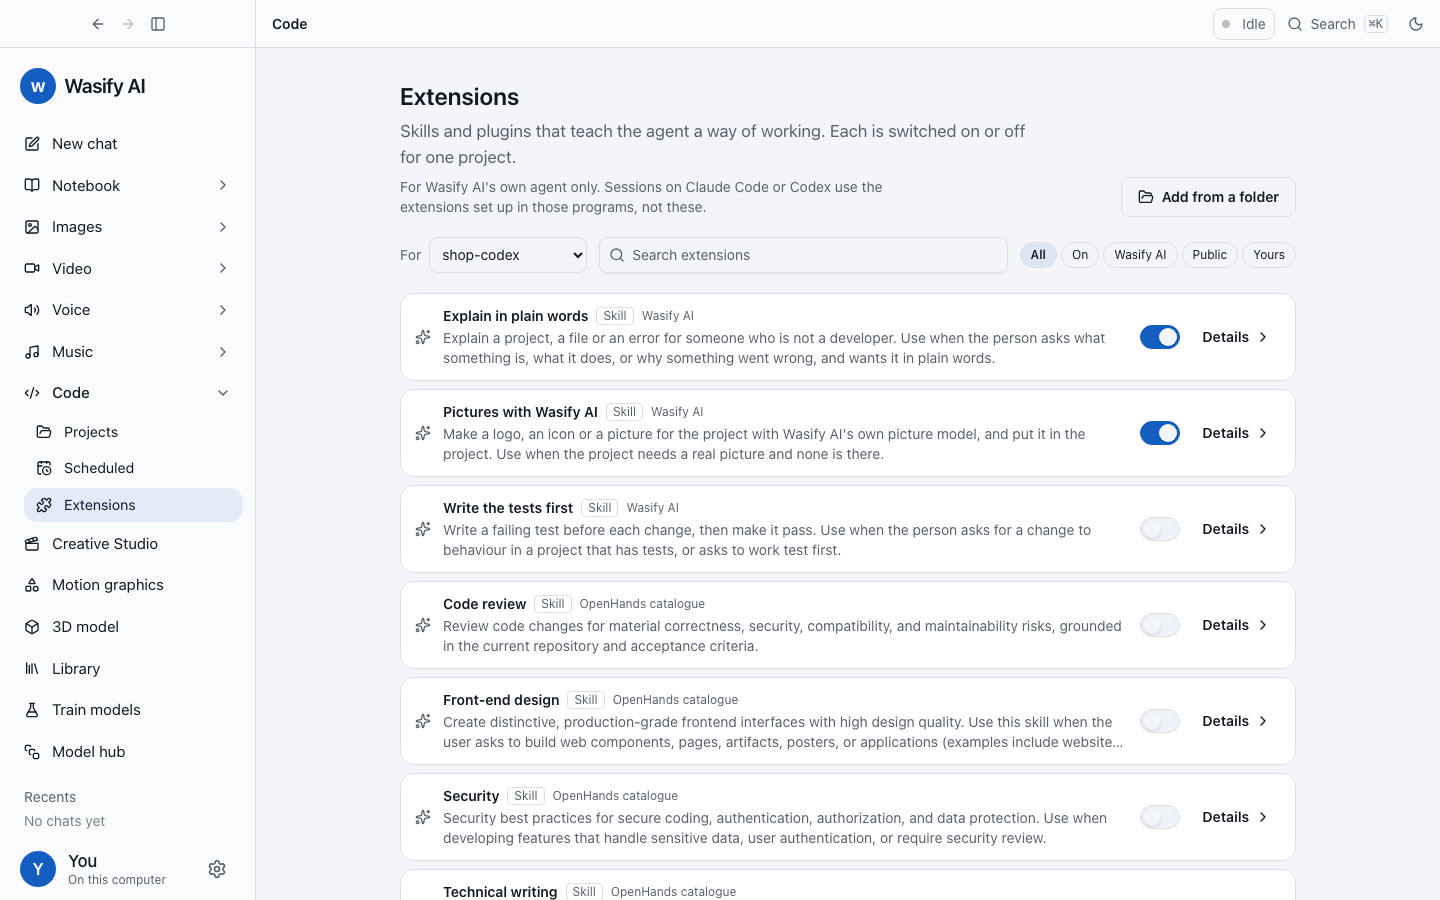 Code
Idle
Search ⌘K
W Wasify AI
New chat
Notebook
Images
Video
Voice
Music
Code
Projects
Scheduled
Extensions
Creative Studio
Motion graphics
3D model
Library
Train models
Model hub
Recents
No chats yet
Y You
On this computer
Extensions
Skills and plugins that teach the agent a way of working. Each is switched on or off
for one project.
For Wasify AI's own agent only. Sessions on Claude Code or Codex use the
extensions set up in those programs, not these.
Add from a folder
For shop-codex Search extensions All On Wasify AI Public Yours
Explain in plain words Skill Wasify AI
Explain a project, a file or an error for someone who is not a developer. Use when the person asks what
something is, what it does, or why something went wrong, and wants it in plain words.
Details
Pictures with Wasify AI Skill Wasify AI
Make a logo, an icon or a picture for the project with Wasify AI's own picture model, and put it in the
project. Use when the project needs a real picture and none is there.
Details
Write the tests first Skill Wasify AI
Write a failing test before each change, then make it pass. Use when the person asks for a change to
behaviour in a project that has tests, or asks to work test first.
Details
Code review Skill OpenHands catalogue
Review code changes for material correctness, security, compatibility, and maintainability risks, grounded
in the current repository and acceptance criteria.
Details
Front-end design Skill OpenHands catalogue
Create distinctive, production-grade frontend interfaces with high design quality. Use this skill when the
user asks to build web components, pages, artifacts, posters, or applications (examples include website...
Details
Security Skill OpenHands catalogue
Security best practices for secure coding, authentication, authorization, and data protection. Use when
developing features that handle sensitive data, user authentication, or require security review.
Details
Technical writing Skill OpenHands catalogue